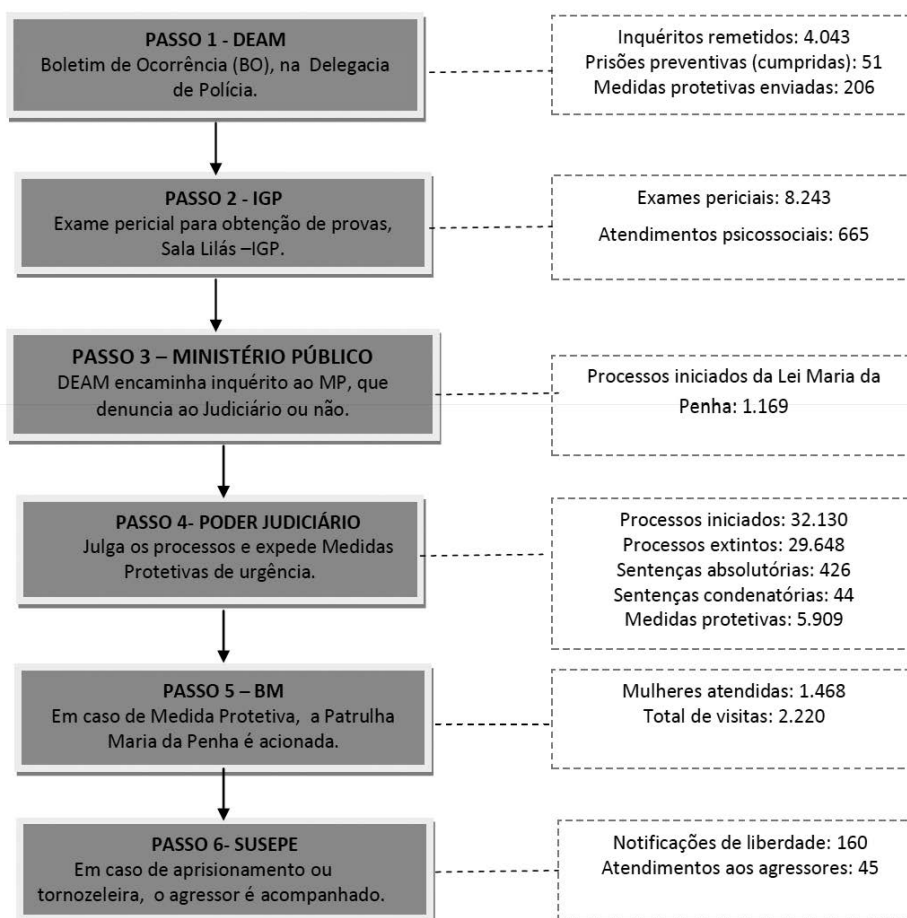 PASSO 1 - DEAM
Boletim de Ocorrência (BO), na Delegacia
de Polícia.
Inquéritos remetidos: 4.043
Prisões preventivas (cumpridas): 51
Medidas protetivas enviadas: 206
PASSO 2 - IGP
Exame pericial para obtenção de provas,
Sala Lilás –IGP.
Exames periciais: 8.243
Atendimentos psicossociais: 665
PASSO 3 – MINISTÉRIO PÚBLICO
DEAM encaminha inquérito ao MP, que
denuncia ao Judiciário ou não.
Processos iniciados da Lei Maria da
Penha: 1.169
PASSO 4- PODER JUDICIÁRIO
Julga os processos e expede Medidas
Protetivas de urgência.
Processos iniciados: 32.130
Processos extintos: 29.648
Sentenças absolutórias: 426
Sentenças condenatórias: 44
Medidas protetivas: 5.909
PASSO 5 – BM
Em caso de Medida Protetiva, a Patrulha
Maria da Penha é acionada.
Mulheres atendidas: 1.468
Total de visitas: 2.220
PASSO 6- SUSEPE
Em caso de aprisionamento ou
tornozeleira, o agressor é acompanhado.
Notificações de liberdade: 160
Atendimentos aos agressores: 45